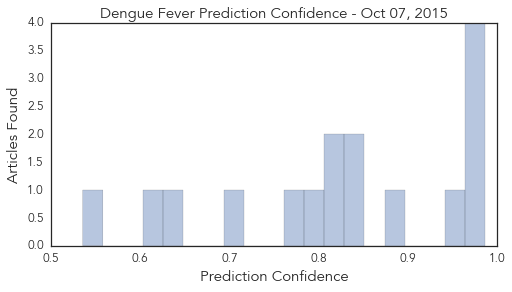 Dengue Fever Prediction Confidence - Oct 07, 2015
4.0
3.5
3.0
2.5
2.0
1.5
1.0
0.5
0.0
Articles Found
0.5 0.6 0.7 0.8 0.9 1.0
Prediction Confidence